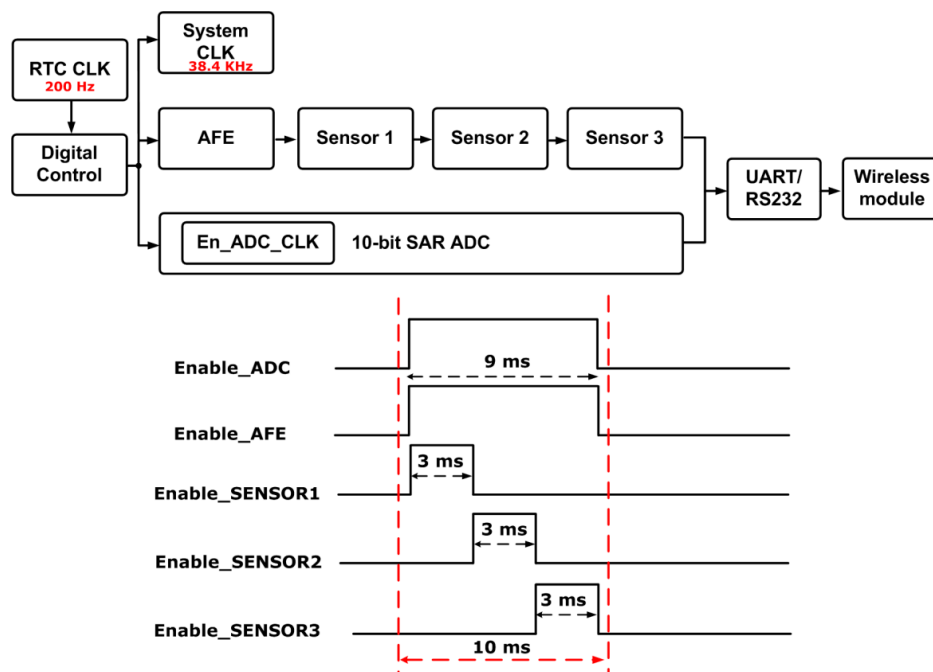 System
CLK
38.4 KHz
RTC CLK
200 Hz
Digital
Control
AFE
Sensor 1
Sensor 2
Sensor 3
UART/
RS232
Wireless
module
En_ADC_CLK
10-bit SAR ADC
Enable_ADC
9 ms
Enable_AFE
3 ms
Enable_SENSOR1
3 ms
Enable_SENSOR2
3 ms
Enable_SENSOR3
10 ms